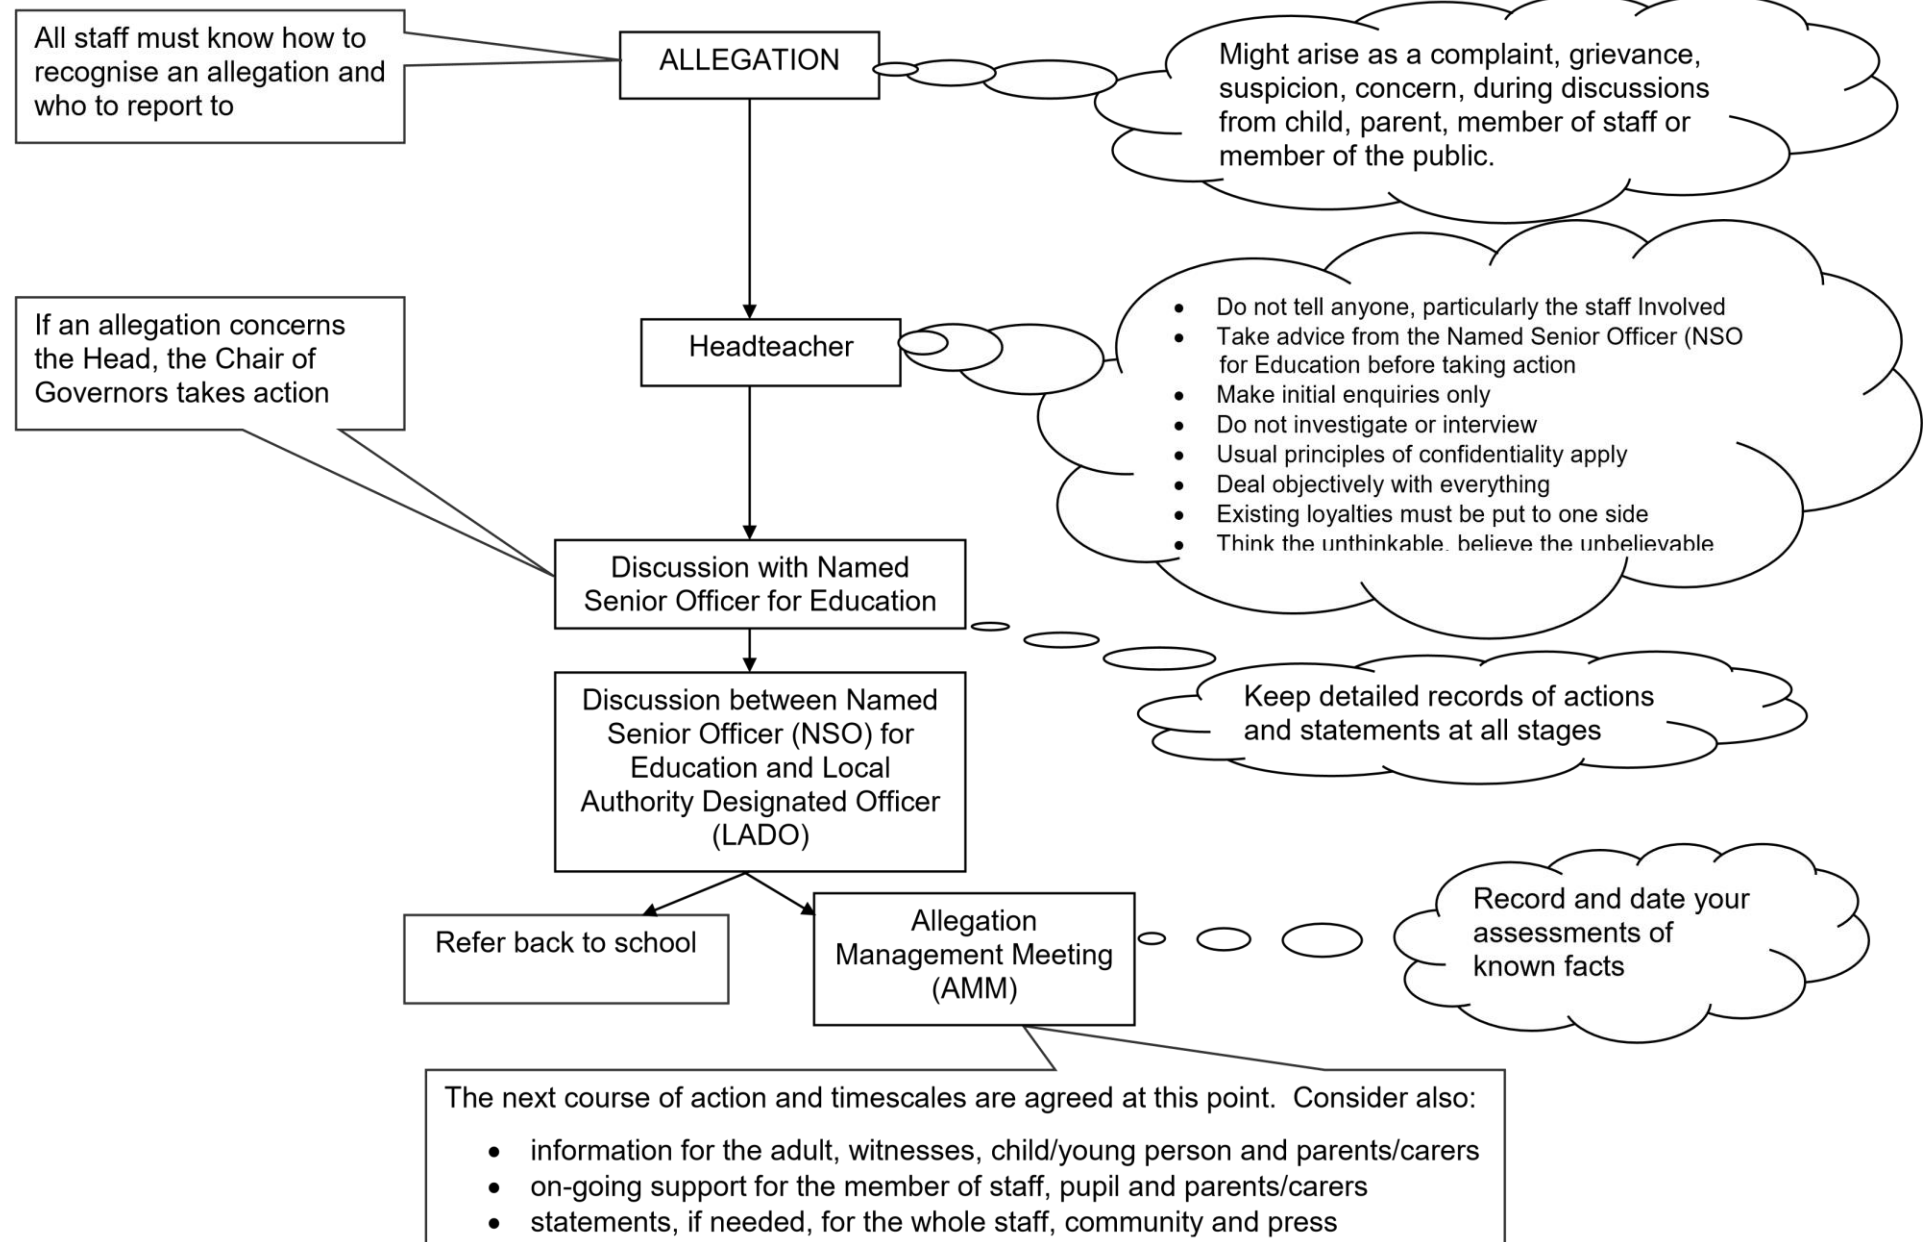 All staff must know how to
recognise an allegation and
who to report to
ALLEGATION
Might arise as a complaint, grievance,
suspicion, concern, during discussions
from child, parent, member of staff or
member of the public.
If an allegation concerns
the Head, the Chair of
Governors takes action
Headteacher
• Do not tell anyone, particularly the staff Involved
• Take advice from the Named Senior Officer (NSO
for Education before taking action
• Make initial enquiries only
• Do not investigate or interview
• Usual principles of confidentiality apply
• Deal objectively with everything
• Existing loyalties must be put to one side
• Think the unthinkable, believe the unbelievable
Discussion with Named
Senior Officer for Education
Keep detailed records of actions
and statements at all stages
Discussion between Named
Senior Officer (NSO) for
Education and Local
Authority Designated Officer
(LADO)
Refer back to school
Allegation
Management Meeting
(AMM)
Record and date your
assessments of
known facts
The next course of action and timescales are agreed at this point.  Consider also:
• information for the adult, witnesses, child/young person and parents/carers
• on-going support for the member of staff, pupil and parents/carers
• statements, if needed, for the whole staff, community and press